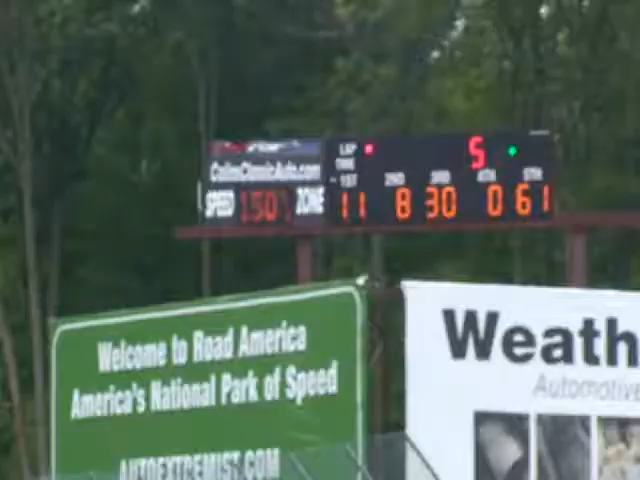 ColinsClassicAuto.com
SPEED 150 ZONE
LAP
TIME
5
1ST 2ND 3RD 4TH 5TH
11 8 30 0 61
Welcome to Road America
America's National Park of Speed
AUTOEXTREMIST.COM
Weath
Automotive